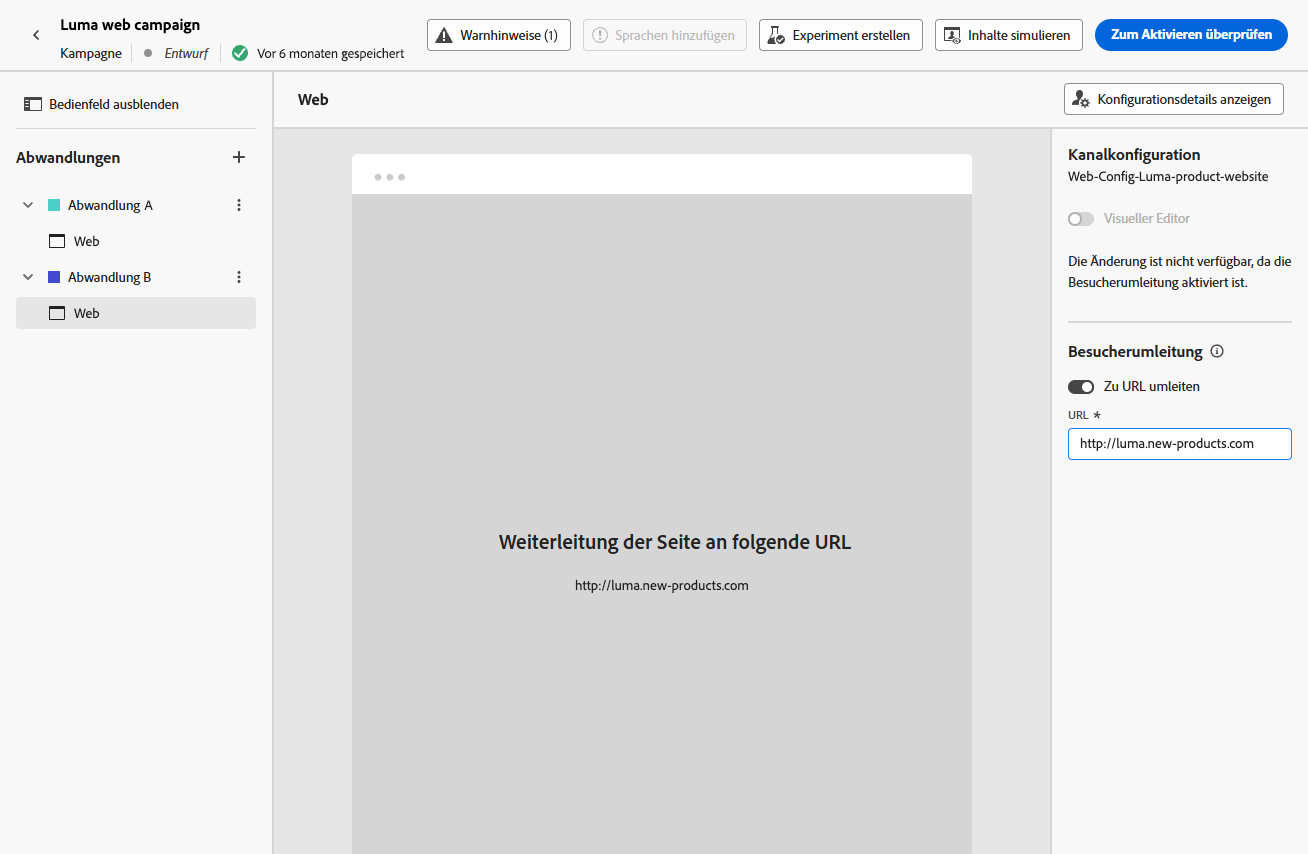 Luma web campaign
Kampagne
Entwurf
Vor 6 monaten gespeichert
Warnhinweise (1)
Sprachen hinzufügen
Experiment erstellen
Inhalte simulieren
Zum Aktivieren überprüfen
Bedienfeld ausblenden
Abwandlungen
Abwandlung A
Web
Abwandlung B
Web
Web
Konfigurationsdetails anzeigen
Weiterleitung der Seite an folgende URL
http://luma.new-products.com
Kanalkonfiguration
Web-Config-Luma-product-website
Visueller Editor
Die Änderung ist nicht verfügbar, da die
Besucherumleitung aktiviert ist.
Besucherumleitung
Zu URL umleiten
URL *
http://luma.new-products.com